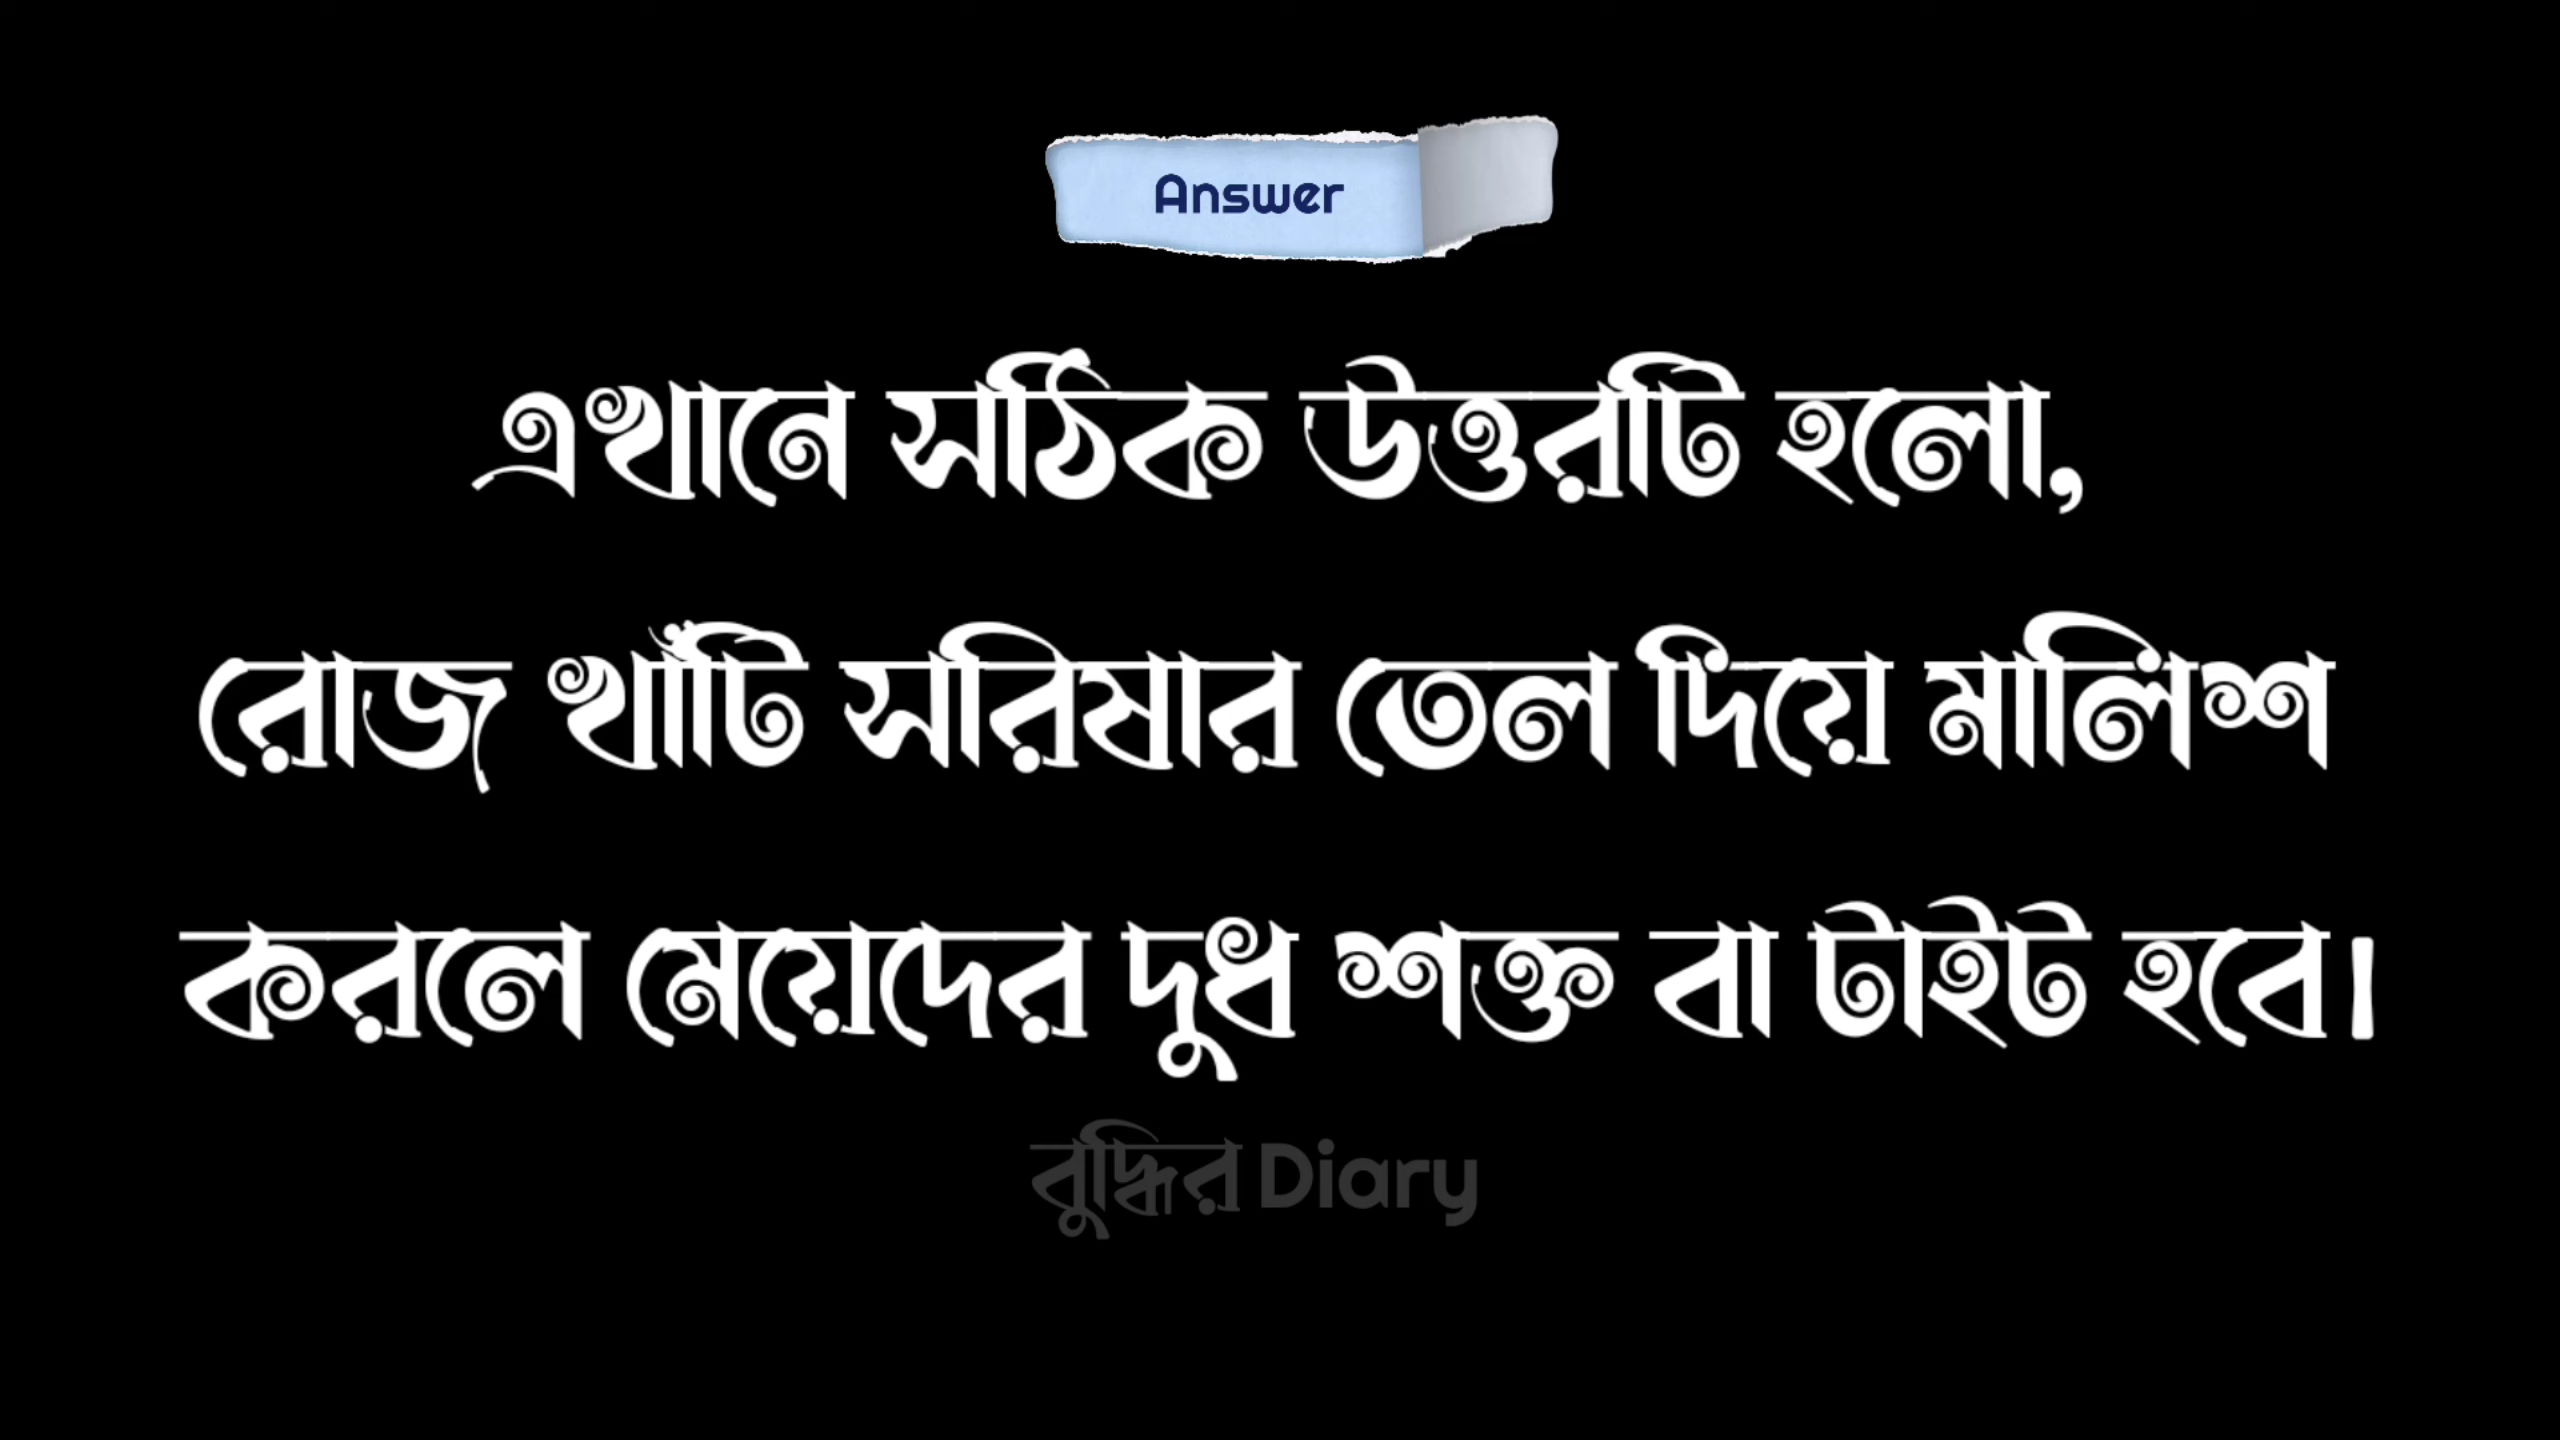 Answer
এখানে সঠিক উত্তরটি হলো,
রোজ খাঁটি সরিষার তেল দিয়ে মালিশ
করলে মেয়েদের দুধ শক্ত বা টাইট হবে।
বুদ্ধির Diary